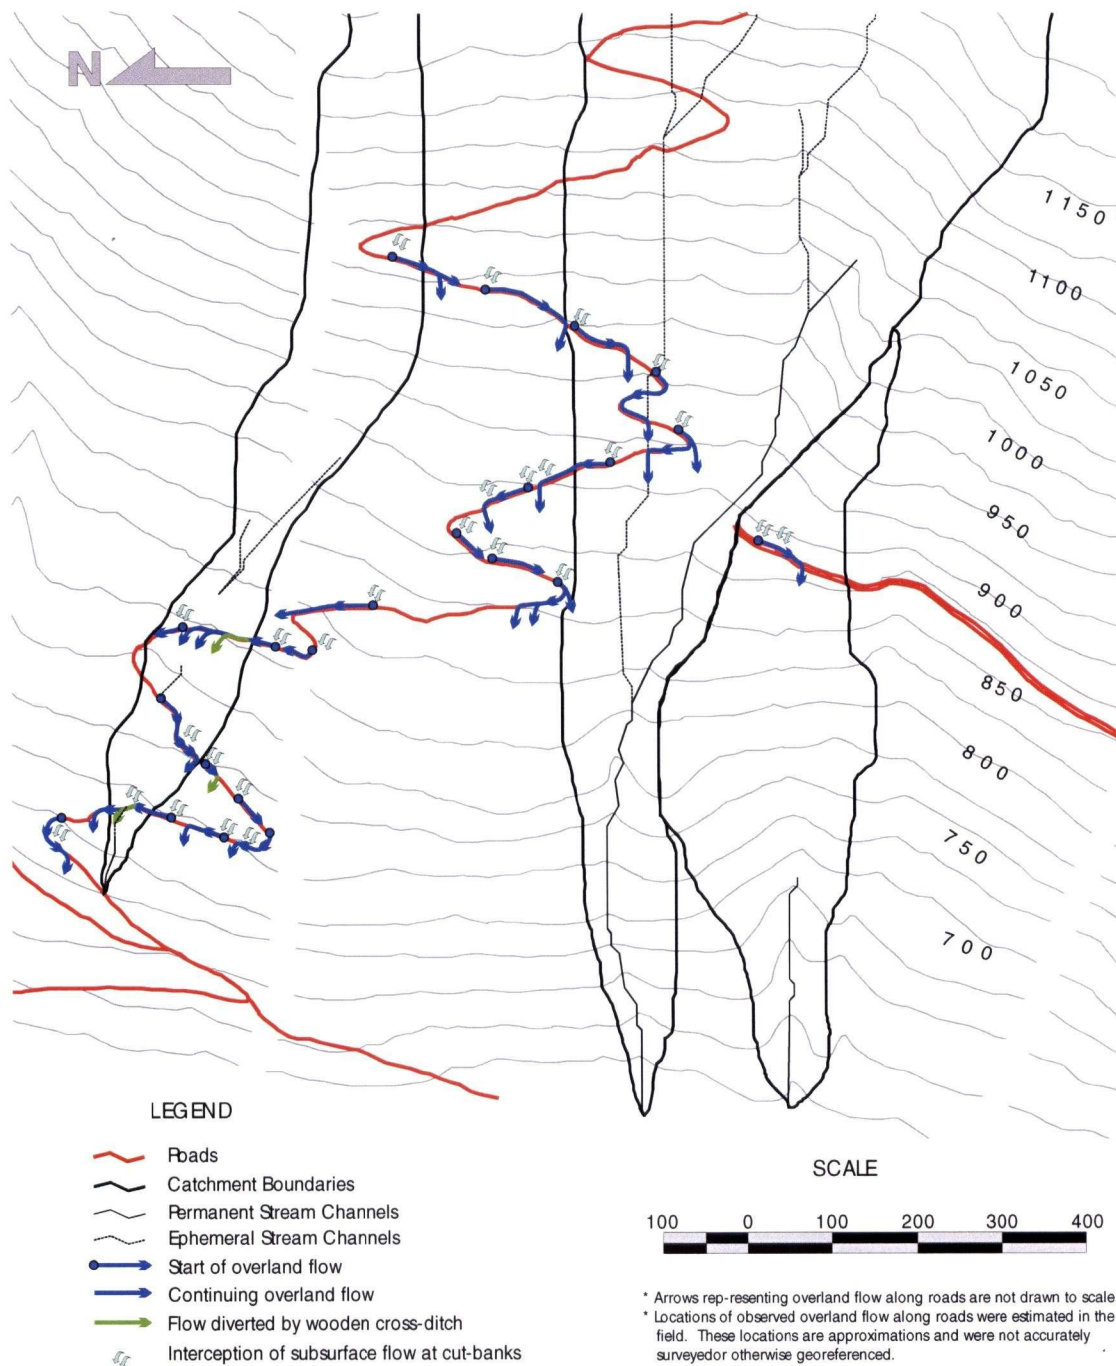 N
1150
1100
1050
1000
950
900
850
800
750
700
LEGEND
Roads
Catchment Boundaries
Permanent Stream Channels
Ephemeral Stream Channels
Start of overland flow
Continuing overland flow
Flow diverted by wooden cross-ditch
Interception of subsurface flow at cut-banks
SCALE
100 0 100 200 300 400
* Arrows rep-resenting overland flow along roads are not drawn to scale
* Locations of observed overland flow along roads were estimated in the
field. These locations are approximations and were not accurately
surveyedor otherwise georeferenced.